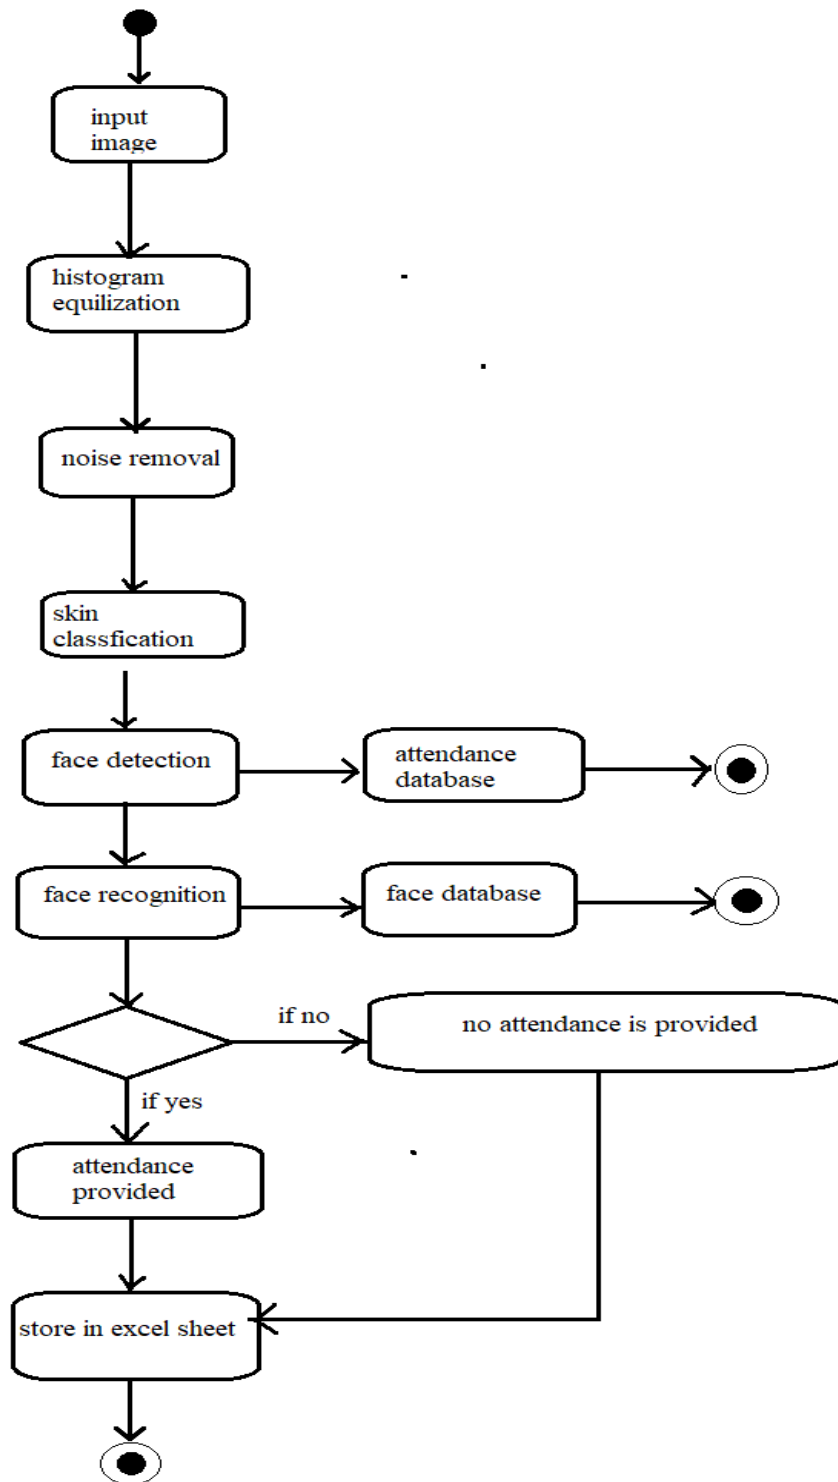 input
image
histogram
equilization
noise removal
skin
classfication
face detection
attendance
database
face recognition
face database
if no
no attendance is provided
if yes
attendance
provided
store in excel sheet